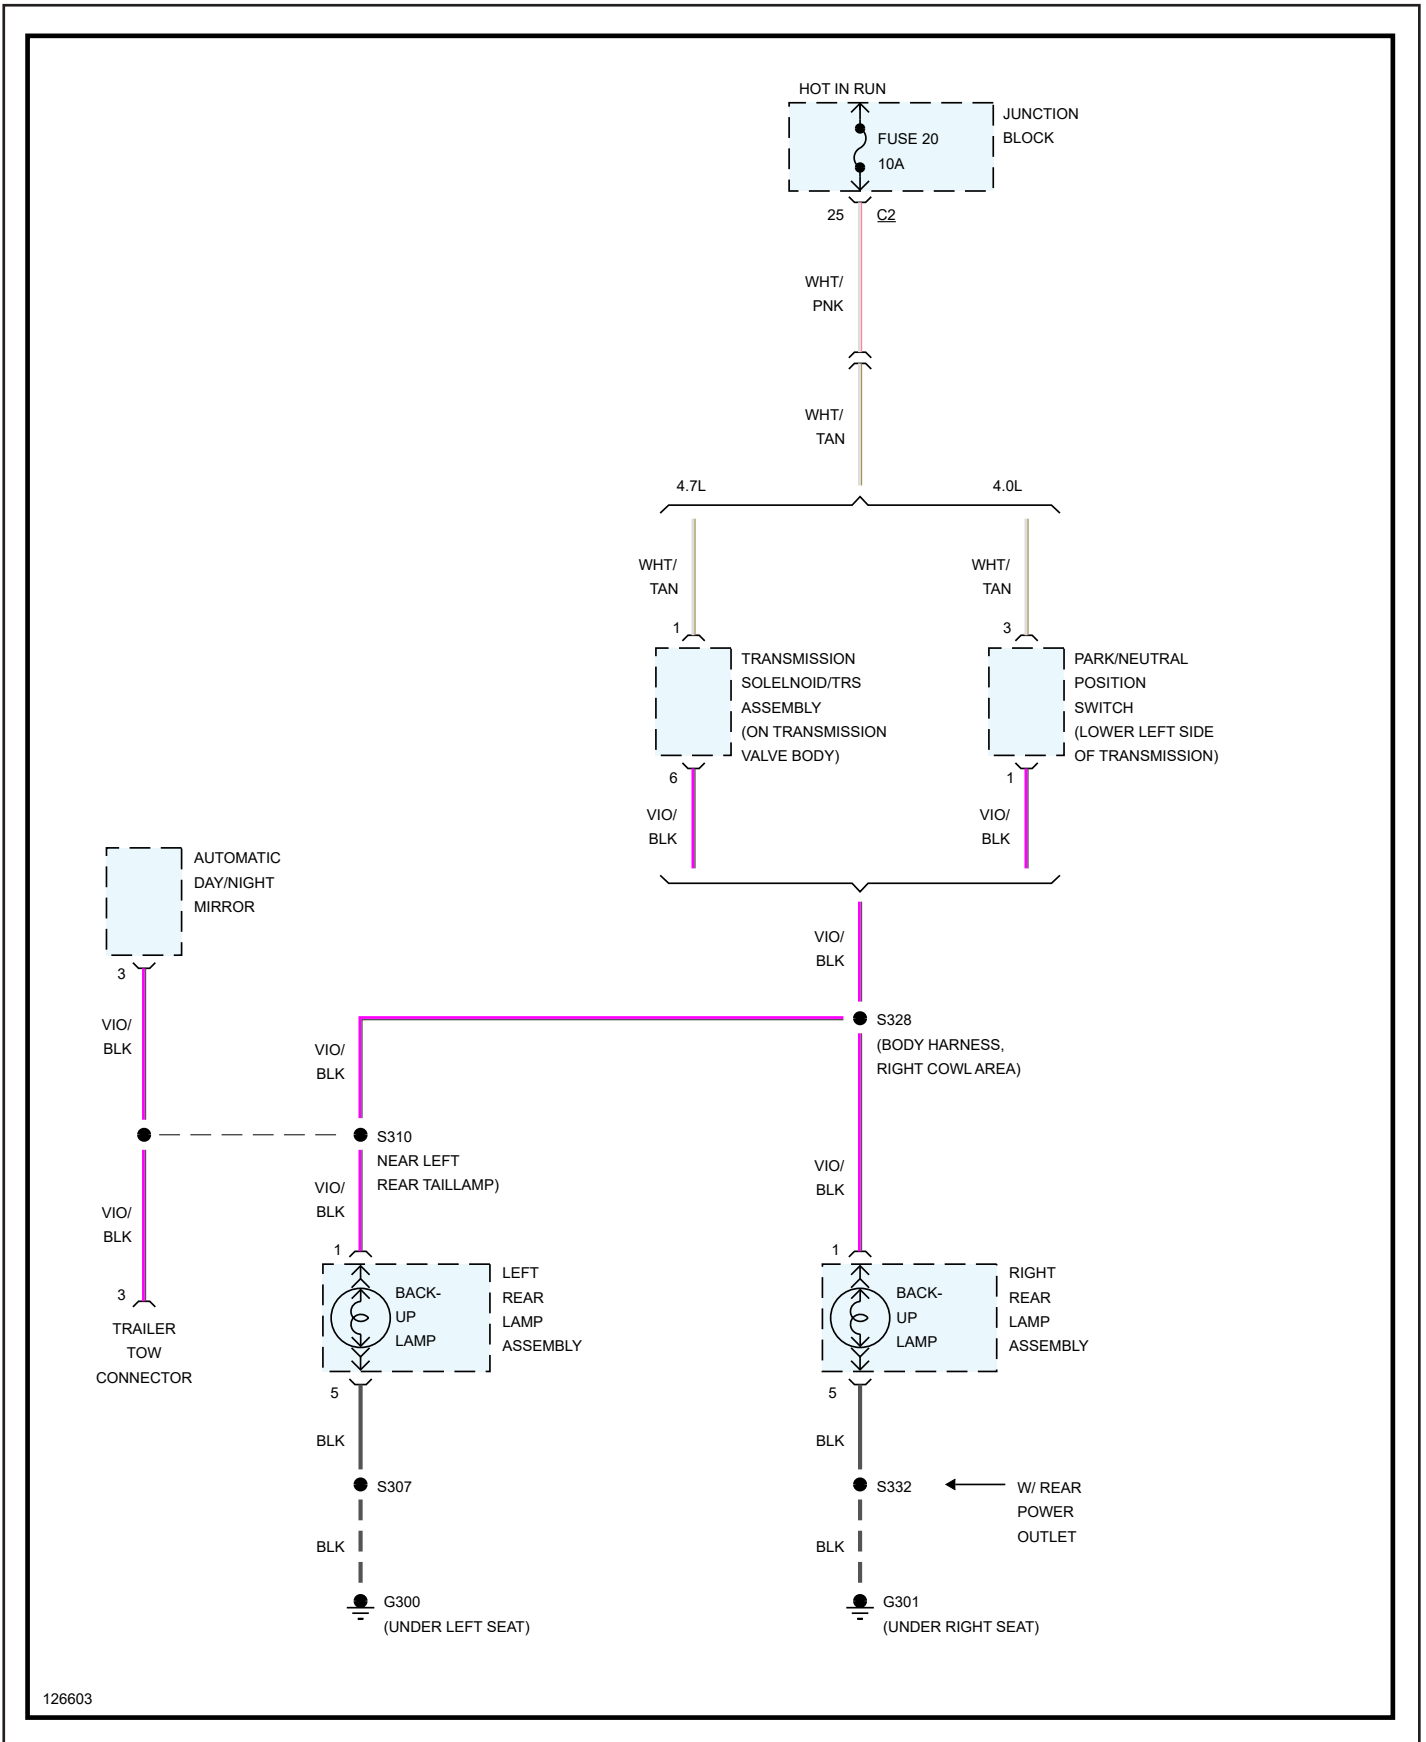 HOT IN RUN
JUNCTION
BLOCK
FUSE 20
10A
25
C2
WHT/
PNK
WHT/
TAN
4.7L
4.0L
WHT/
TAN
WHT/
TAN
1
3
TRANSMISSION
SOLELNOID/TRS
ASSEMBLY
(ON TRANSMISSION
VALVE BODY)
PARK/NEUTRAL
POSITION
SWITCH
(LOWER LEFT SIDE
OF TRANSMISSION)
6
1
VIO/
BLK
VIO/
BLK
AUTOMATIC
DAY/NIGHT
MIRROR
3
VIO/
BLK
VIO/
BLK
S328
(BODY HARNESS,
RIGHT COWL AREA)
VIO/
BLK
S310
NEAR LEFT
REAR TAILLAMP)
VIO/
BLK
VIO/
BLK
VIO/
BLK
3
TRAILER
TOW
CONNECTOR
1
BACK-
UP
LAMP
LEFT
REAR
LAMP
ASSEMBLY
5
1
BACK-
UP
LAMP
RIGHT
REAR
LAMP
ASSEMBLY
5
BLK
BLK
S307
S332
W/ REAR
POWER
OUTLET
BLK
BLK
G300
(UNDER LEFT SEAT)
G301
(UNDER RIGHT SEAT)
126603